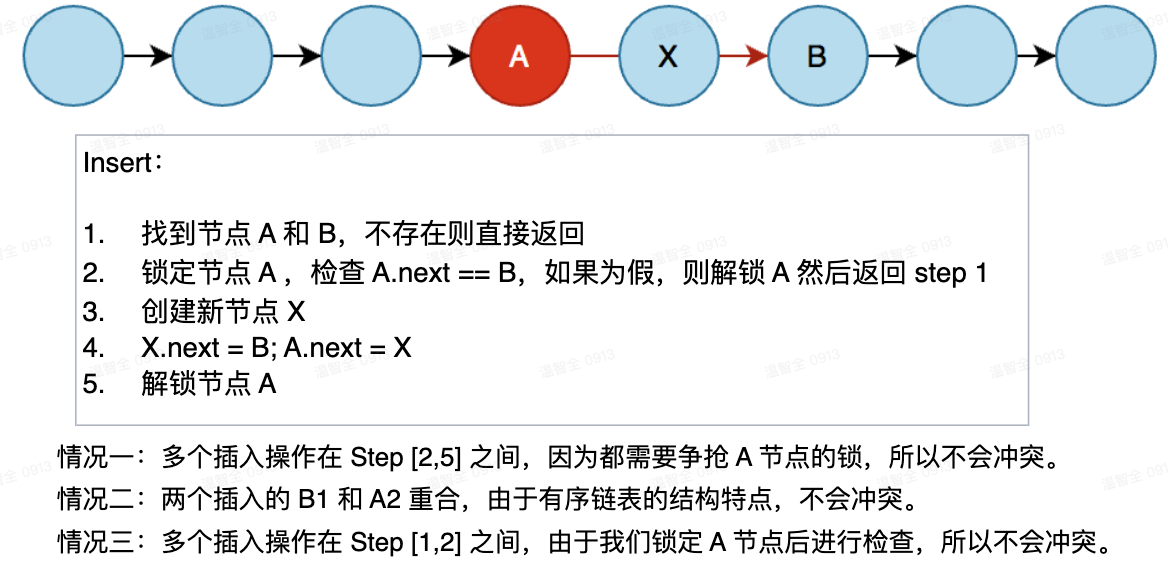 A X B
Insert：
1. 找到节点 A 和 B，不存在则直接返回
2. 锁定节点 A ，检查 A.next == B，如果为假，则解锁 A 然后返回 step 1
3. 创建新节点 X
4. X.next = B; A.next = X
5. 解锁节点 A
情况一：多个插入操作在 Step [2,5] 之间，因为都需要争抢 A 节点的锁，所以不会冲突。
情况二：两个插入的 B1 和 A2 重合，由于有序链表的结构特点，不会冲突。
情况三：多个插入操作在 Step [1,2] 之间，由于我们锁定 A 节点后进行检查，所以不会冲突。
温智全 0913